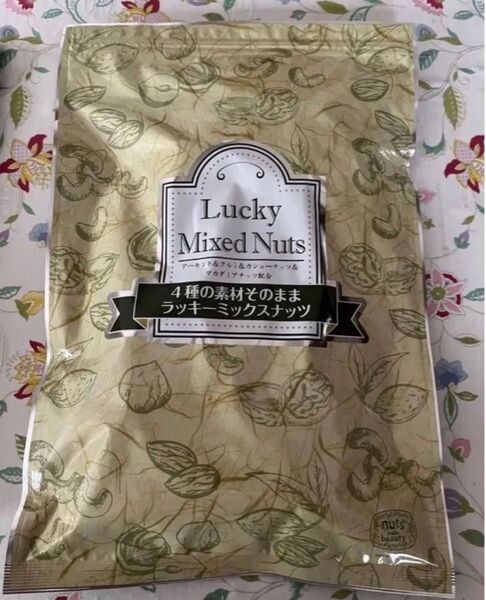 Lucky
Mixed Nuts
アーモンド&クルミ&カシューナッツ&
マカダミアナッツ配合
4種の素材そのまま
ラッキーミックスナッツ
nuts
make
beauty